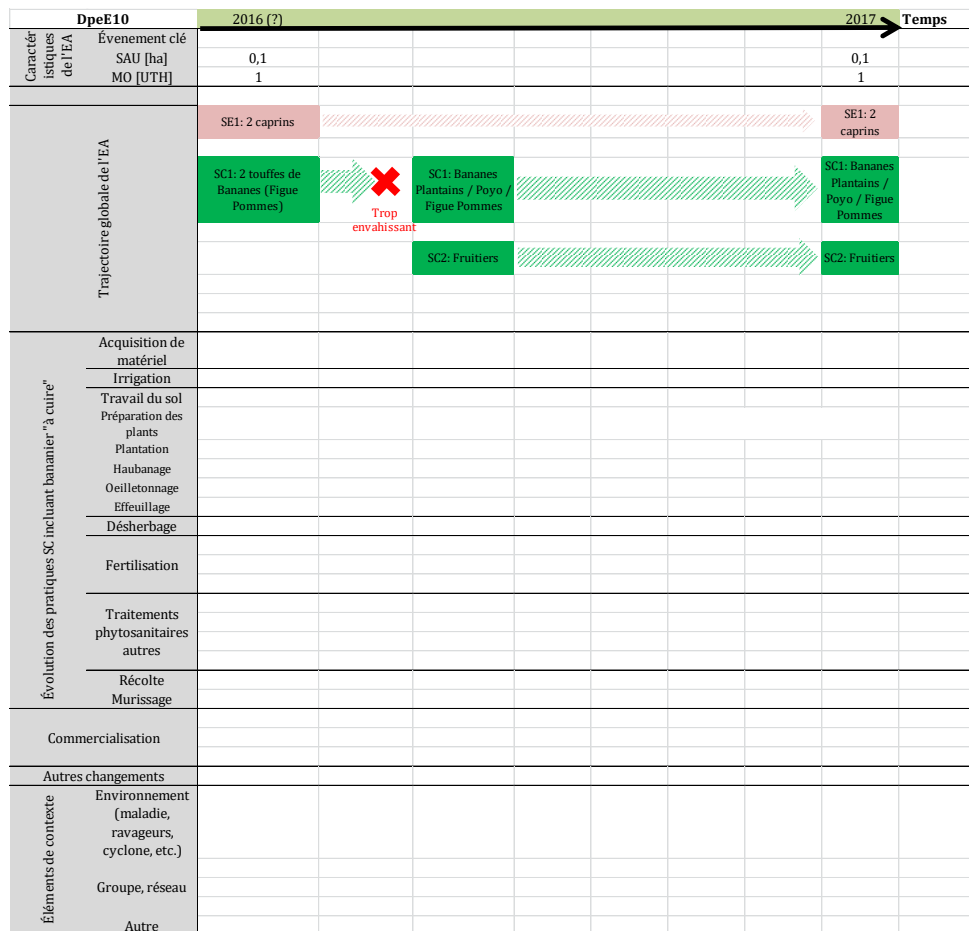 DpeE10 2016 (?) 2017 Temps
Caractér
istiques
de l'EA
Évenement clé
SAU [ha] 0,1 0,1
MO [UTH] 1 1
Trajectoire globale de l'EA
SE1: 2 caprins
SE1: 2
caprins
SC1: 2 touffes de
Bananes (Figue
Pommes)
Trop
envahissant
SC1: Bananes
Plantains / Poyo /
Figue Pommes
SC1: Bananes
Plantains /
Poyo / Figue
Pommes
SC2: Fruitiers
SC2: Fruitiers
Évolution des pratiques SC incluant bananier "à cuire"
Acquisition de
matériel
Irrigation
Travail du sol
Préparation des
plants
Plantation
Haubanage
Oeilletonnage
Effeuillage
Désherbage
Fertilisation
Traitements
phytosanitaires
autres
Récolte
Murissage
Commercialisation
Autres changements
Éléments de contexte
Environnement
(maladie,
ravageurs,
cyclone, etc.)
Groupe, réseau
Autre